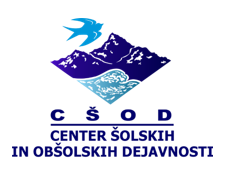 CŠOD
CENTER ŠOLSKIH
IN OBŠOLSKIH DEJAVNOSTI